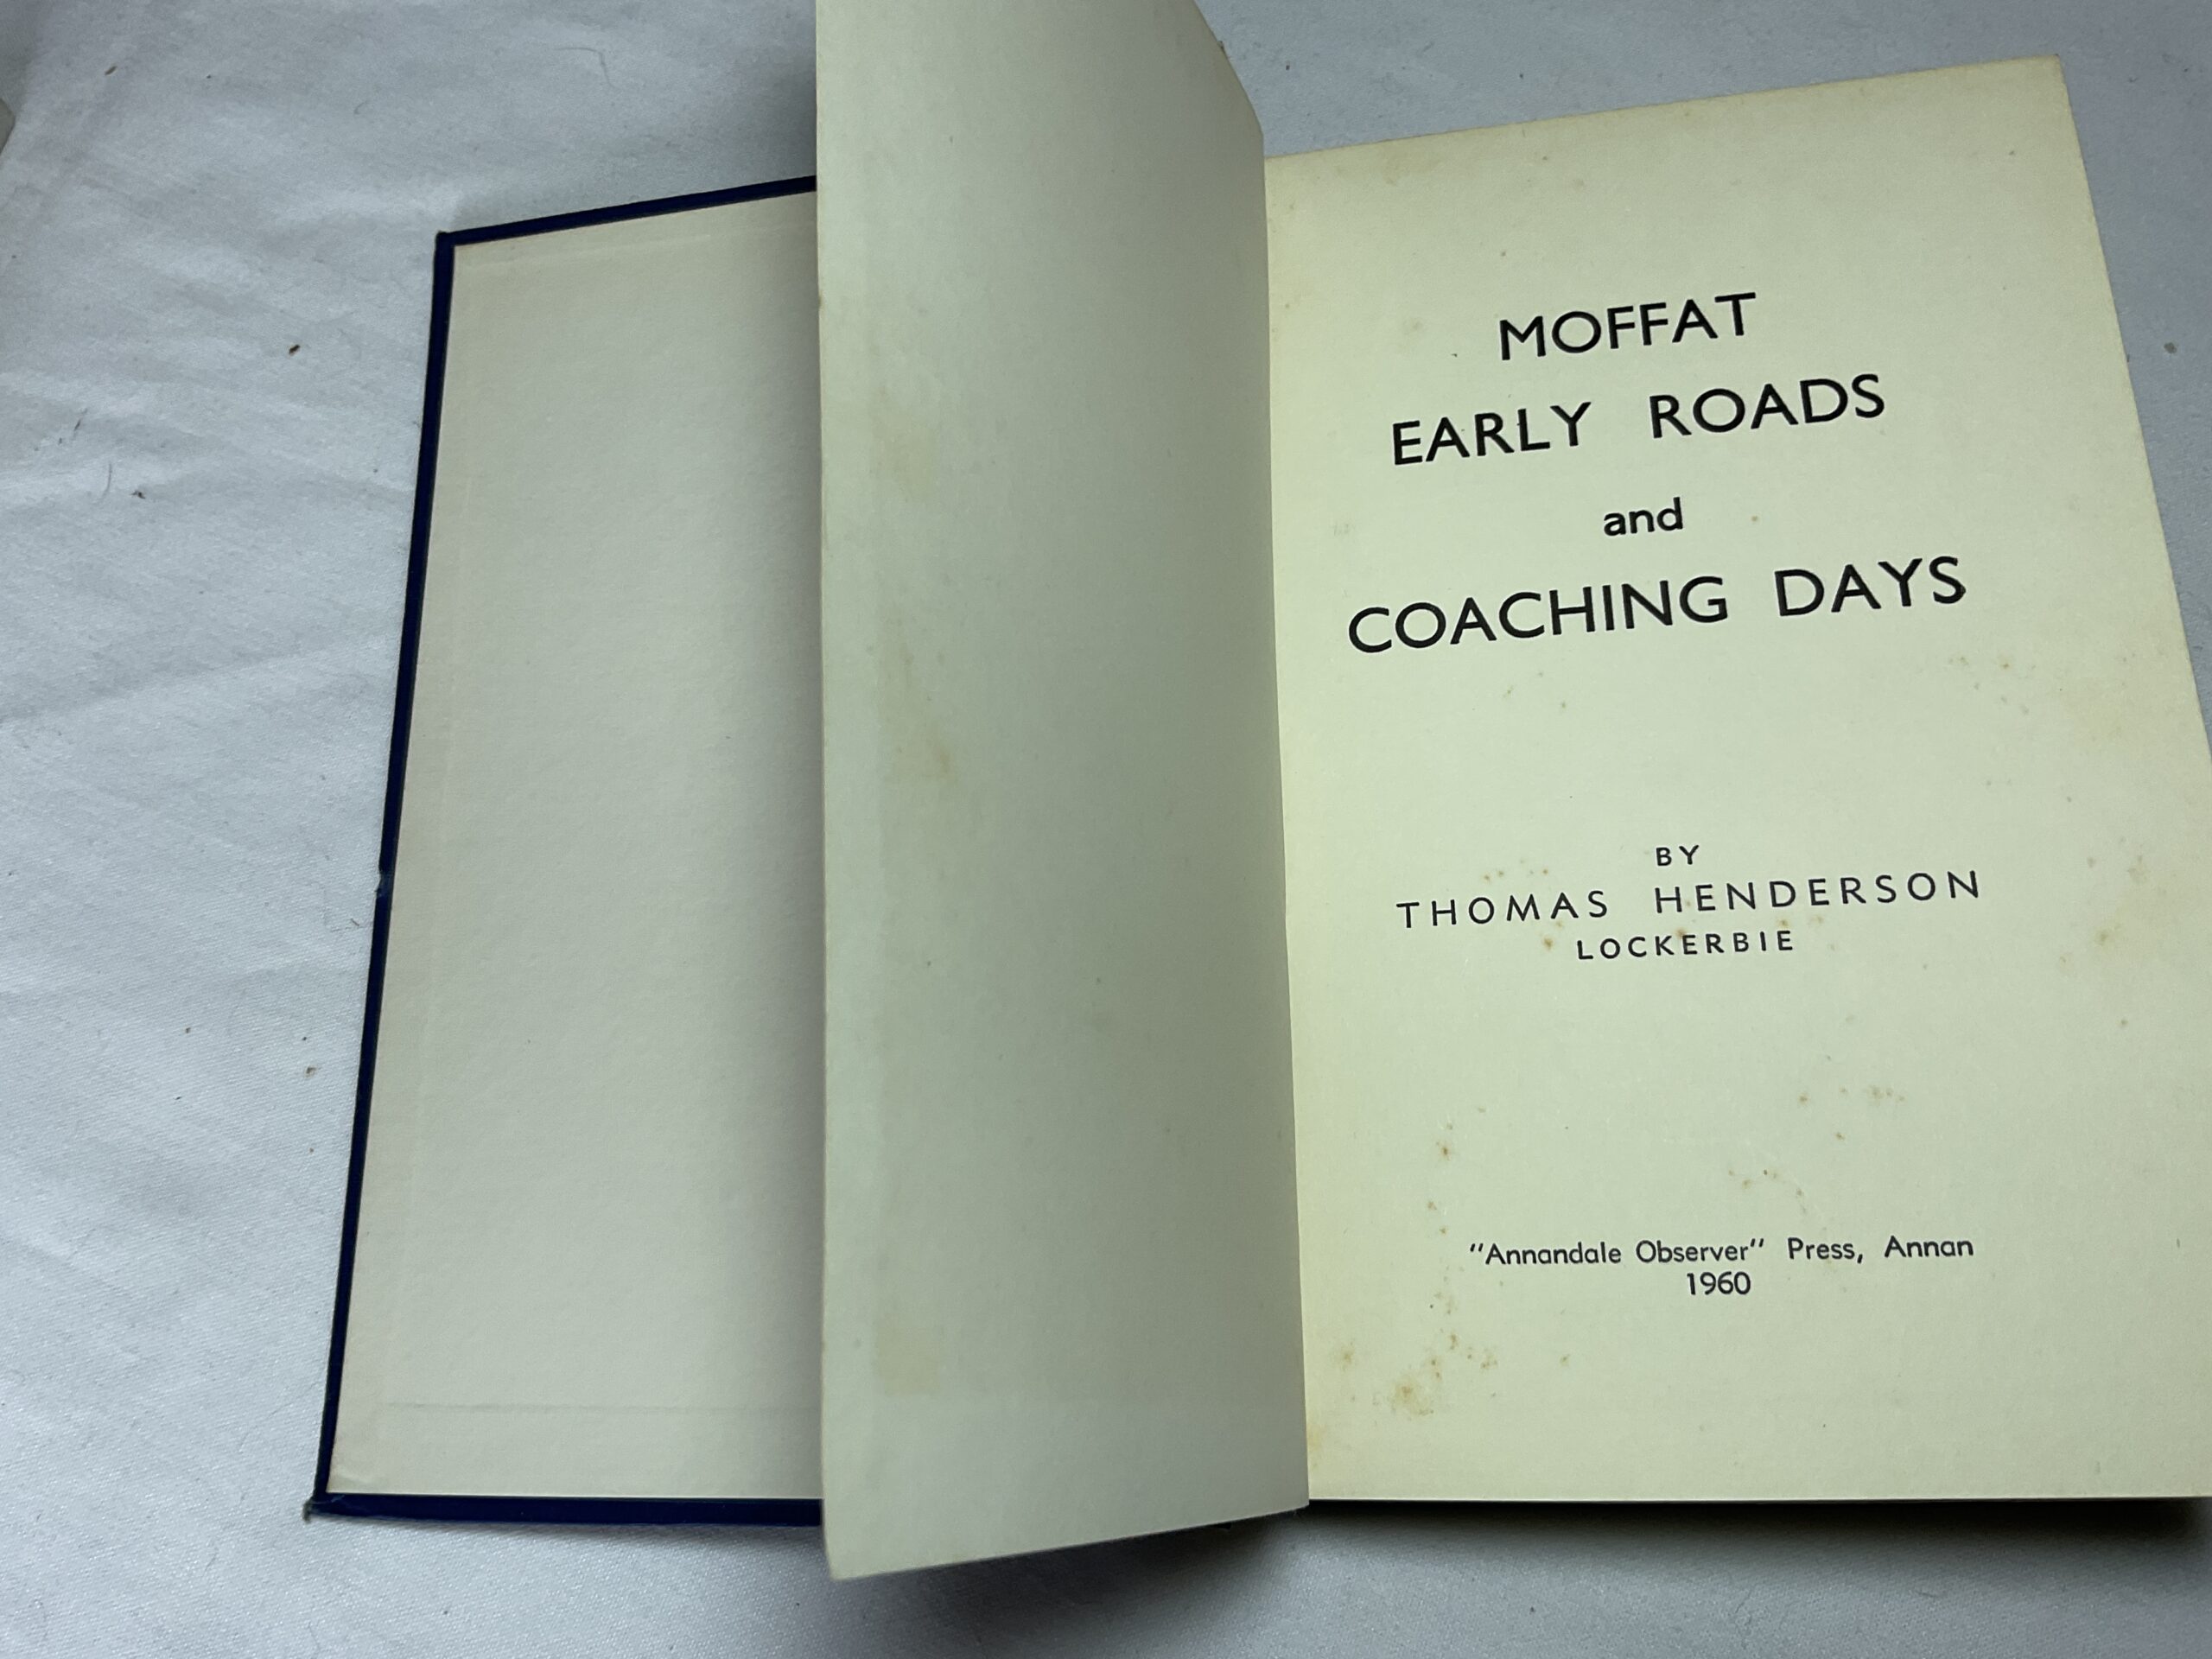 MOFFAT
EARLY ROADS
and
COACHING DAYS
BY
THOMAS HENDERSON
LOCKERBIE
"Annandale Observer" Press, Annan
1960